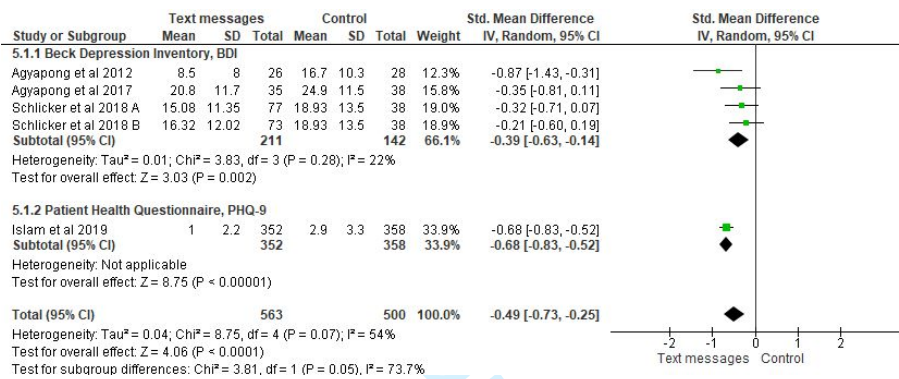 Text messages Control Std. Mean Difference Std. Mean Difference
Study or Subgroup Mean SD Total Mean SD Total Weight IV, Random, 95% CI IV, Random, 95% CI
5.1.1 Beck Depression Inventory, BDI
Agyapong et al 2012 8.5 8 26 16.7 10.3 28 12.3% -0.87 [-1.43, -0.31]
Agyapong et al 2017 20.8 11.7 35 24.9 11.5 38 15.8% -0.35 [-0.81, 0.11]
Schlicker et al 2018 A 15.08 11.35 77 18.93 13.5 38 19.0% -0.32 [-0.71, 0.07]
Schlicker et al 2018 B 16.32 12.02 73 18.93 13.5 38 18.9% -0.21 [-0.60, 0.19]
Subtotal (95% CI) 211 142 66.1% -0.39 [-0.63, -0.14]
Heterogeneity: Tau² = 0.01; Chi² = 3.83, df = 3 (P = 0.28); I² = 22%
Test for overall effect: Z = 3.03 (P = 0.002)
5.1.2 Patient Health Questionnaire, PHQ-9
Islam et al 2019 1 2.2 352 2.9 3.3 358 33.9% -0.68 [-0.83, -0.52]
Subtotal (95% CI) 352 358 33.9% -0.68 [-0.83, -0.52]
Heterogeneity: Not applicable
Test for overall effect: Z = 8.75 (P < 0.00001)
Total (95% CI) 563 500 100.0% -0.49 [-0.73, -0.25]
Heterogeneity: Tau² = 0.04; Chi² = 8.75, df = 4 (P = 0.07); I² = 54%
Test for overall effect: Z = 4.06 (P < 0.0001)
Test for subgroup differences: Chi² = 3.81, df = 1 (P = 0.05), I² = 73.7%
-2 -1 0 1 2
Text messages Control